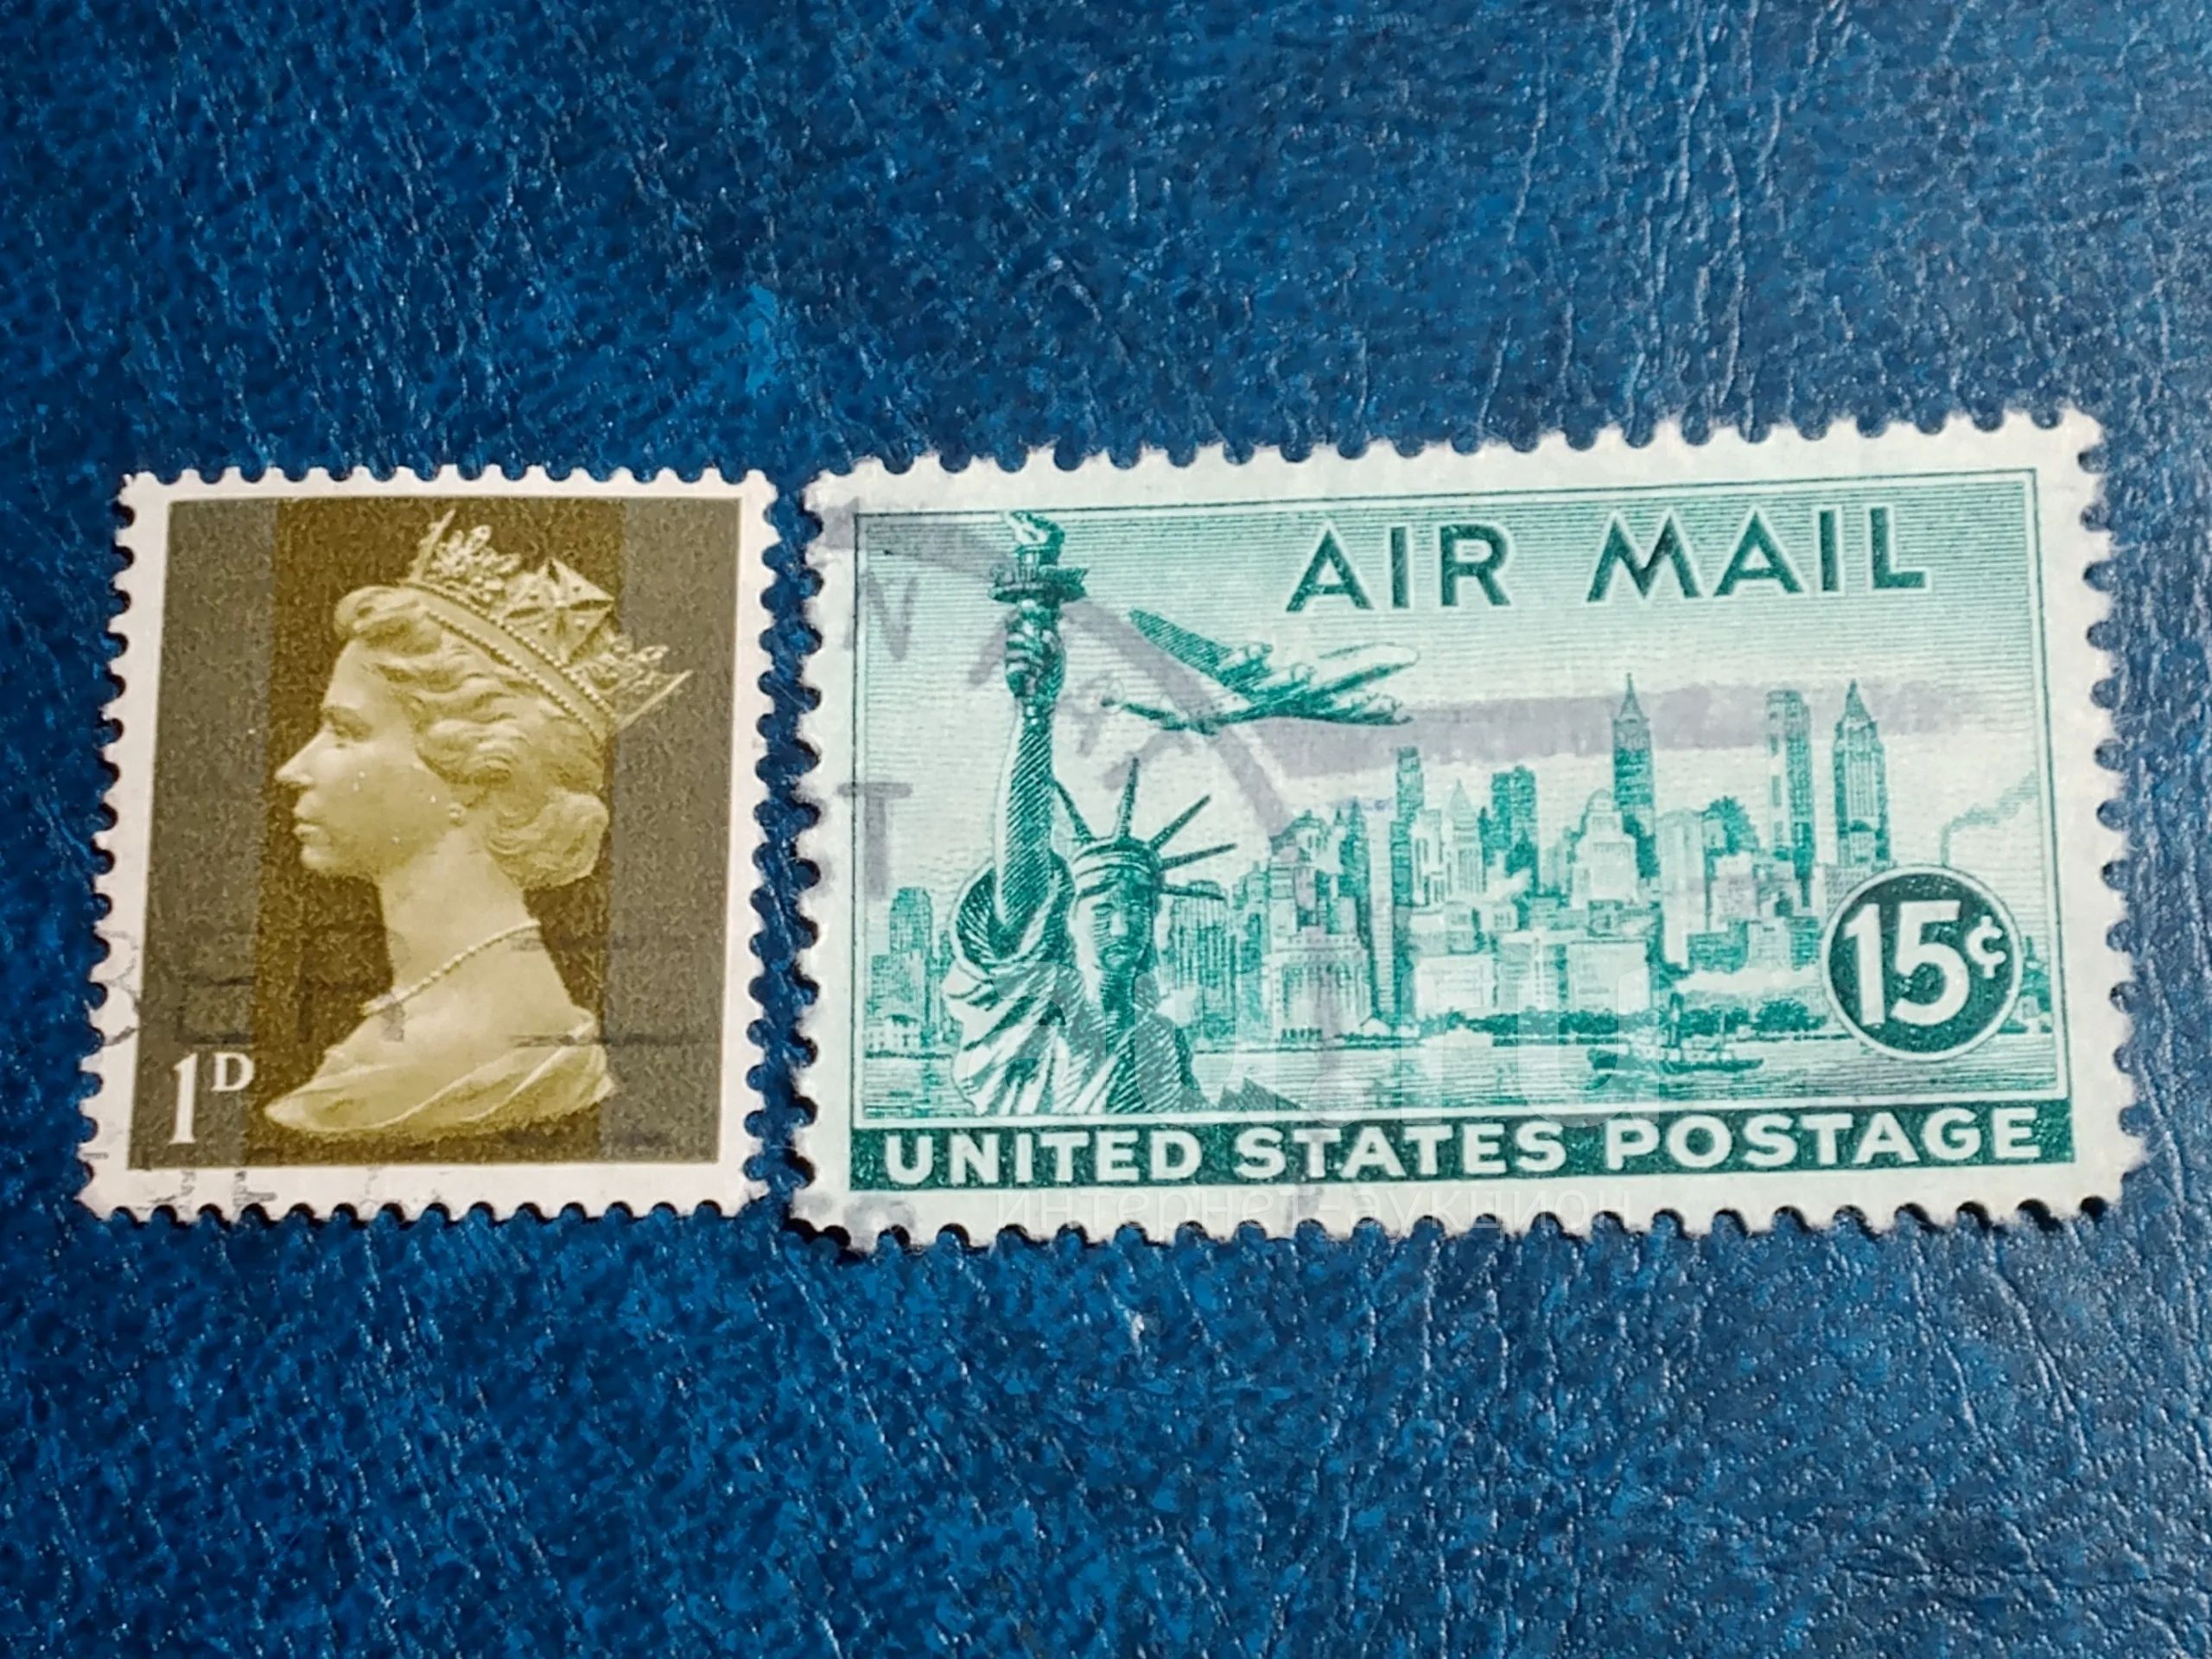 1D
AIR MAIL
15¢
UNITED STATES POSTAGE
интернет-аукцион